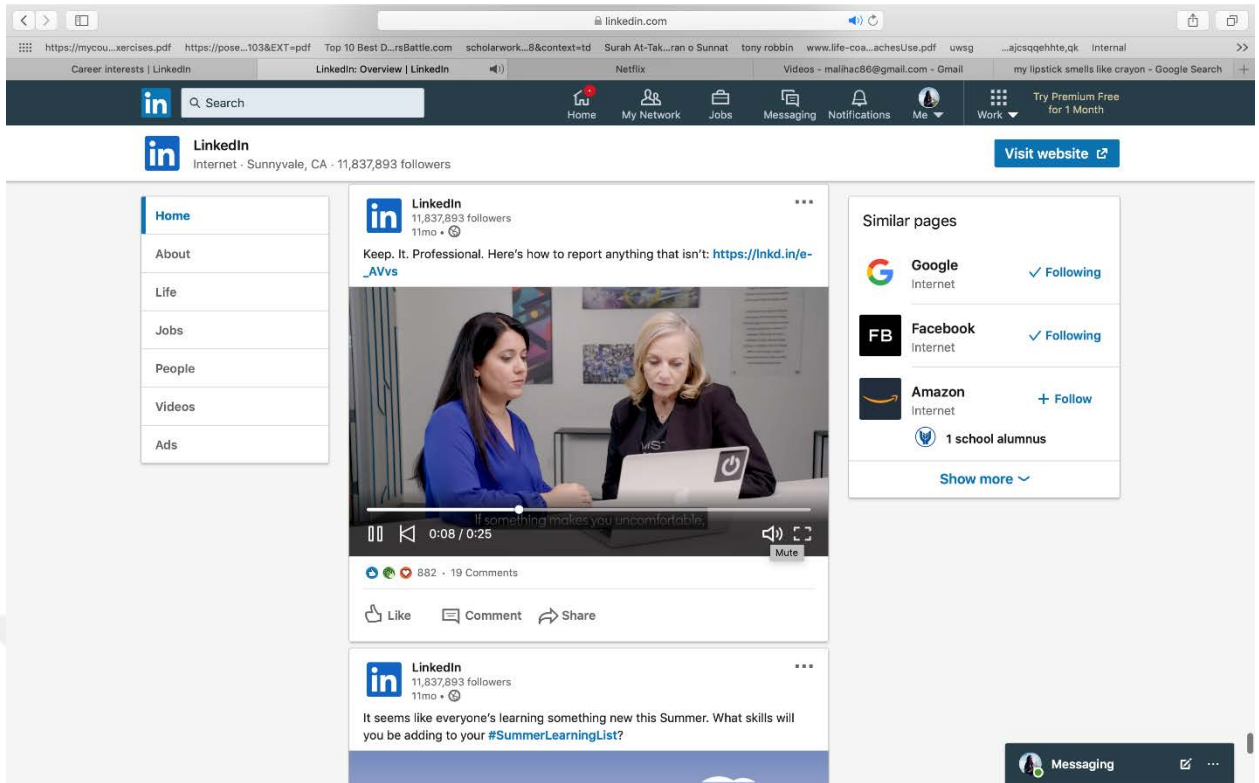 linkedin.com
https://mycou...xercises.pdf https://pose...103&EXT=pdf Top 10 Best D...rsBattle.com scholarwork...8&context=td Surah At-Tak...ran o Sunnat tony robbin www.life-coa...achesUse.pdf uwsg ...ajcsqqehhte,qk Internal >>
Career interests | LinkedIn LinkedIn: Overview | LinkedIn Netflix Videos - malihac86@gmail.com - Gmail my lipstick smells like crayon - Google Search +
in Search Home My Network Jobs Messaging Notifications Me Work Try Premium Free
for 1 Month
in LinkedIn
Internet · Sunnyvale, CA · 11,837,893 followers
Visit website
Home
About
Life
Jobs
People
Videos
Ads
in LinkedIn
11,837,893 followers
11mo •
Keep. It. Professional. Here's how to report anything that isn't: https://lnkd.in/e-
_AVvs
If something makes you uncomfortable,
0:08 / 0:25
Mute
882 · 19 Comments
Like Comment Share
in LinkedIn
11,837,893 followers
11mo •
It seems like everyone's learning something new this Summer. What skills will
you be adding to your #SummerLearningList?
Similar pages
Google
Internet
Following
FB Facebook
Internet
Following
Amazon
Internet
+ Follow
1 school alumnus
Show more
Messaging